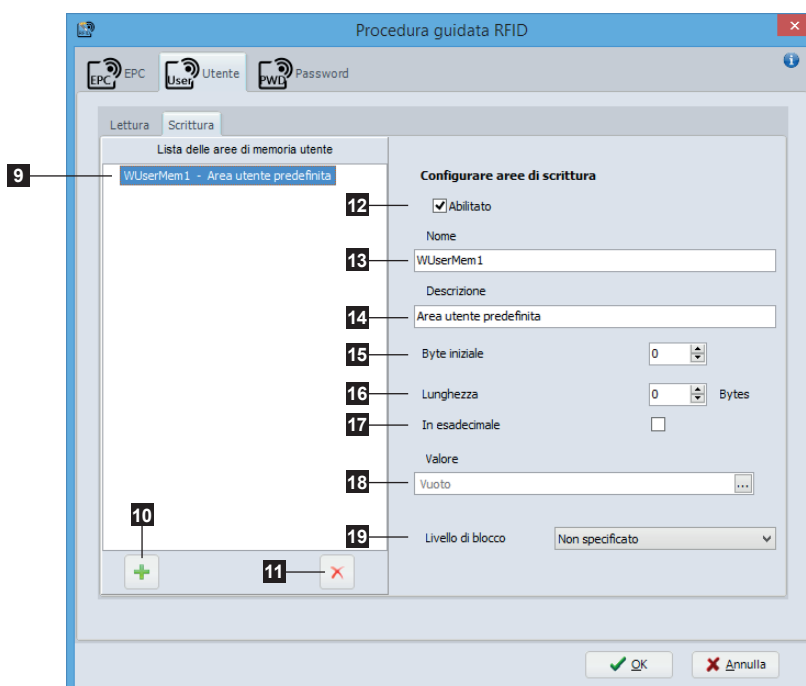 Procedura guidata RFID
EPC EPC User Utente PWD Password
Lettura Scrittura
Lista delle aree di memoria utente
9 WUserMem1 - Area utente predefinita
Configurare aree di scrittura
12 Abilitato
Nome
13 WUserMem1
Descrizione
14 Area utente predefinita
15 Byte iniziale 0
16 Lunghezza 0 Bytes
17 In esadecimale
Valore
18 Vuoto ...
10
19 Livello di blocco Non specificato
11
OK Annulla